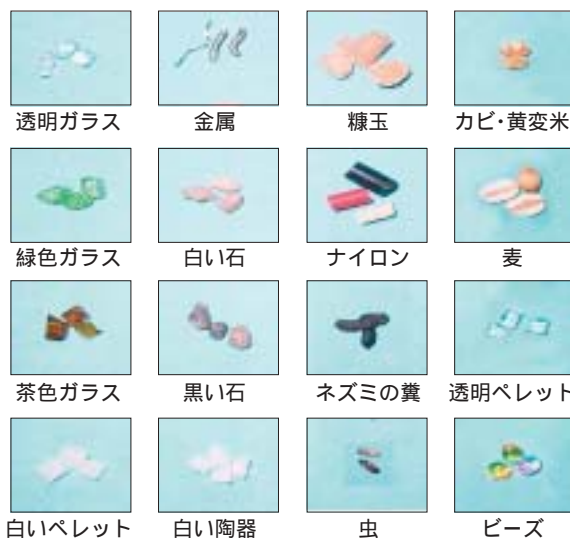 透明ガラス 金属 糠玉 カビ・黄変米
緑色ガラス 白い石 ナイロン 麦
茶色ガラス 黒い石 ネズミの糞 透明ペレット
白いペレット 白い陶器 虫 ビーズ